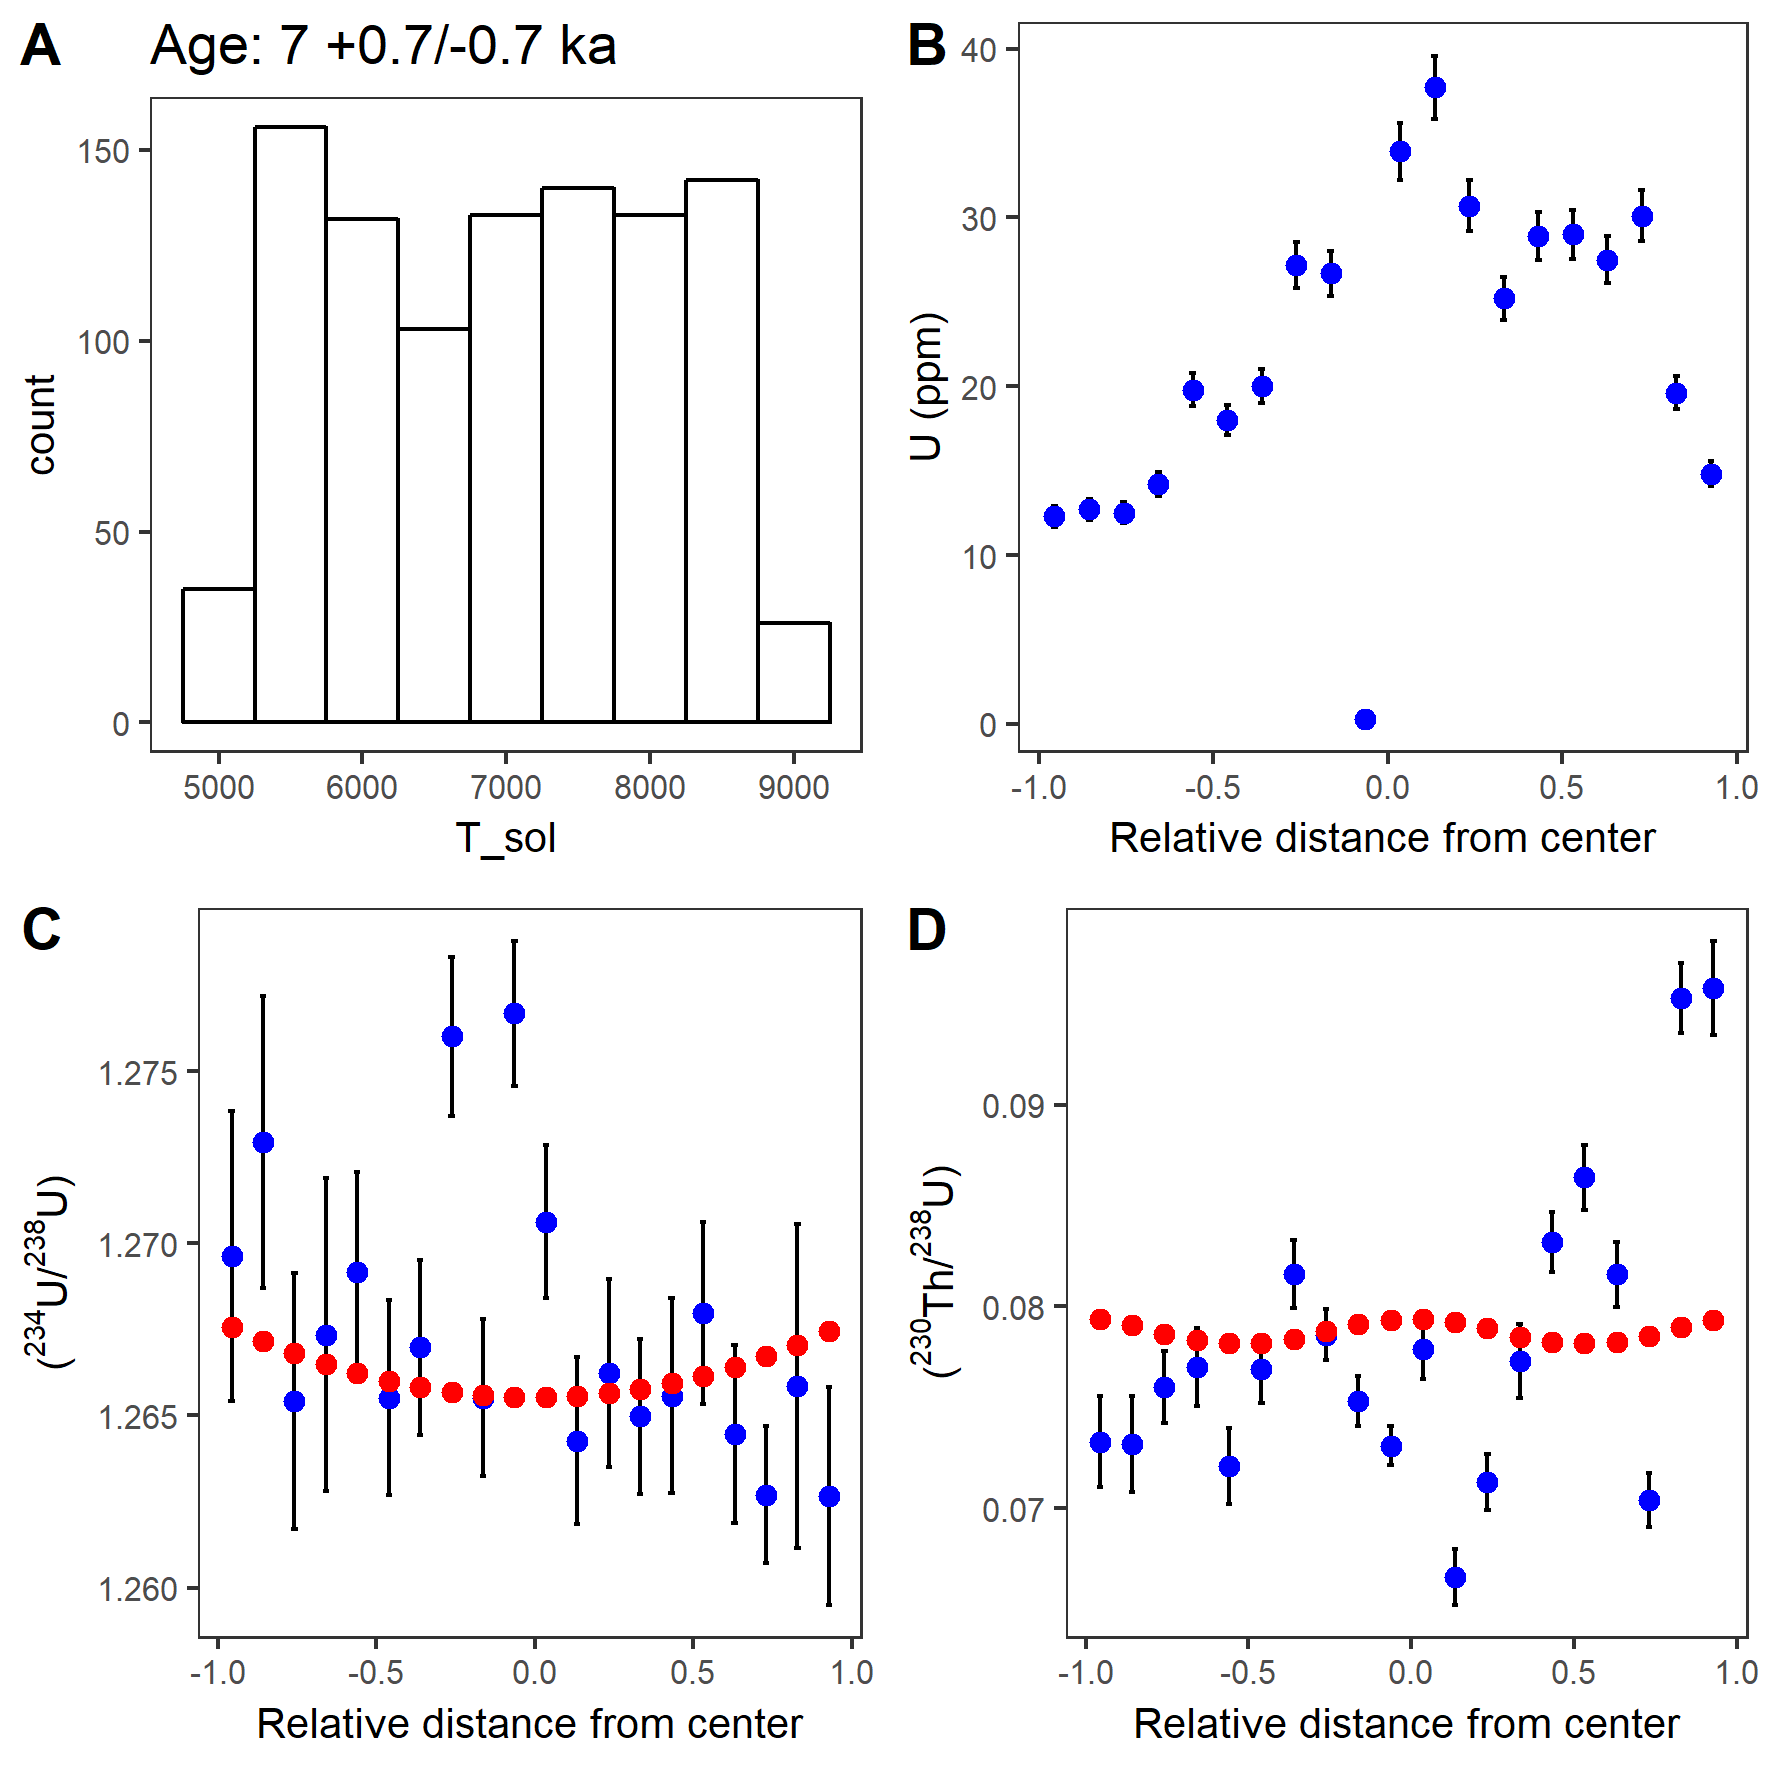 A
Age: 7 +0.7/-0.7 ka
150
100
50
0
count
5000 6000 7000 8000 9000
T_sol
B
40
30
20
10
0
U (ppm)
-1.0 -0.5 0.0 0.5 1.0
Relative distance from center
C
1.275
1.270
1.265
1.260
(²³⁴U/²³⁸U)
-1.0 -0.5 0.0 0.5 1.0
Relative distance from center
D
0.09
0.08
0.07
(²³⁰Th/²³⁸U)
-1.0 -0.5 0.0 0.5 1.0
Relative distance from center